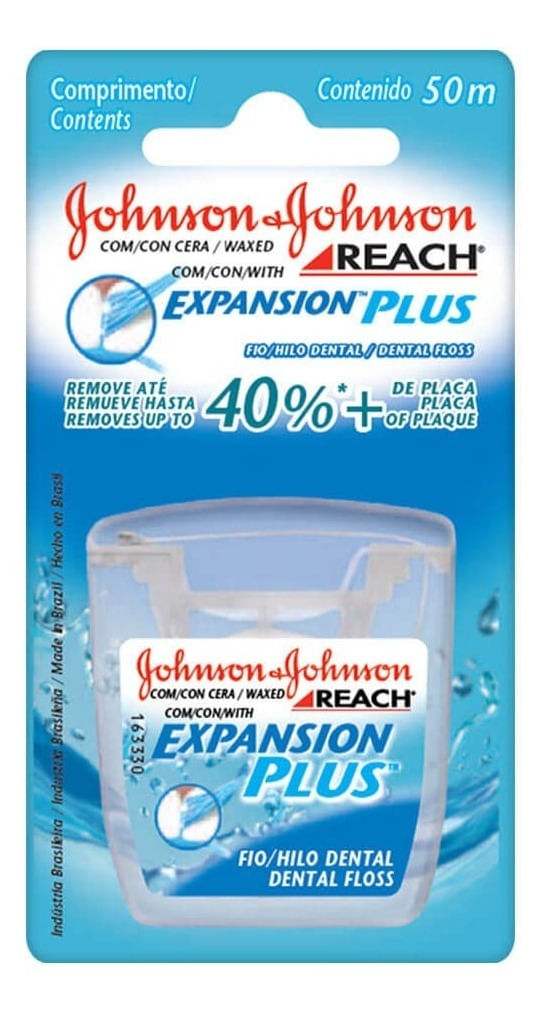 Comprimento/ Contenido 50m
Contents
Johnson & Johnson
COM/CON CERA / WAXED
REACH®
COM/CON/WITH
EXPANSION™ PLUS
FIO/HILO DENTAL / DENTAL FLOSS
REMOVE ATÉ
REMUEVE HASTA
REMOVES UP TO
40%*+
DE PLACA
PLACA
OF PLAQUE
Indústria Brasileira / Industria Brasileña / Made in Brazil / Hecho en Brasil
Johnson & Johnson
COM/CON CERA / WAXED
REACH®
COM/CON/WITH
163330
EXPANSION
PLUS™
FIO/HILO DENTAL
DENTAL FLOSS